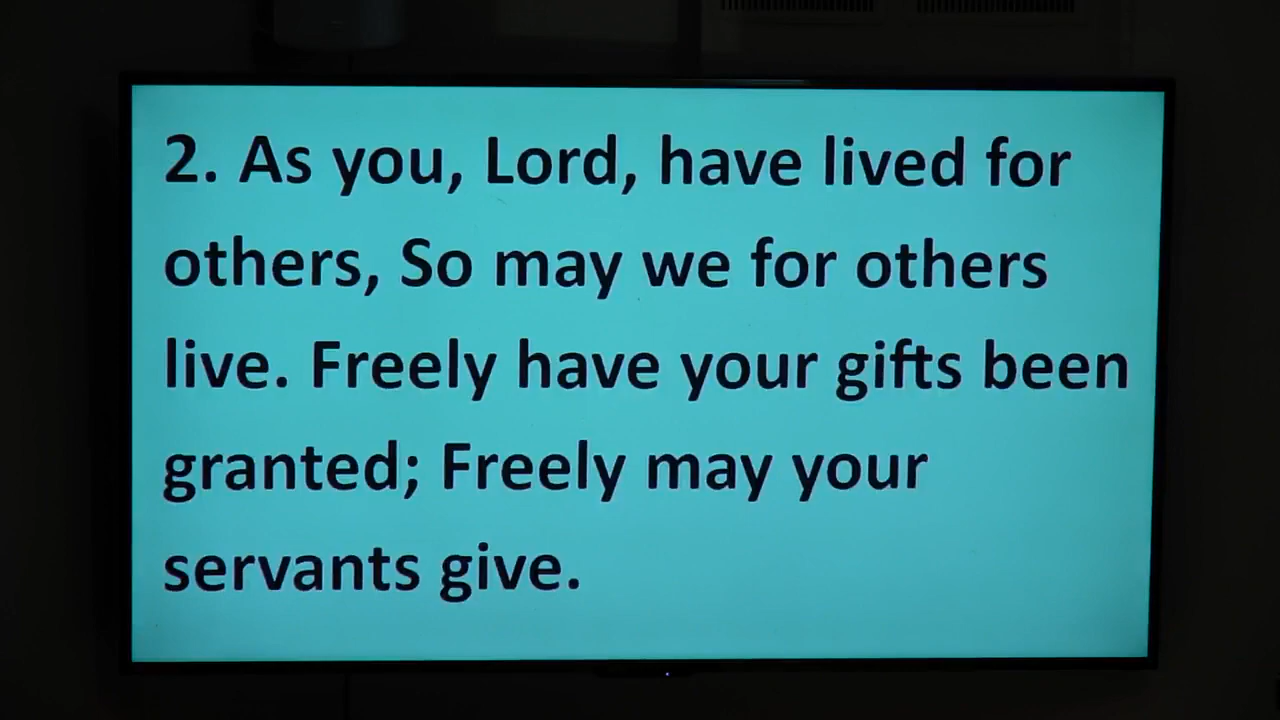 2. As you, Lord, have lived for
others, So may we for others
live. Freely have your gifts been
granted; Freely may your
servants give.